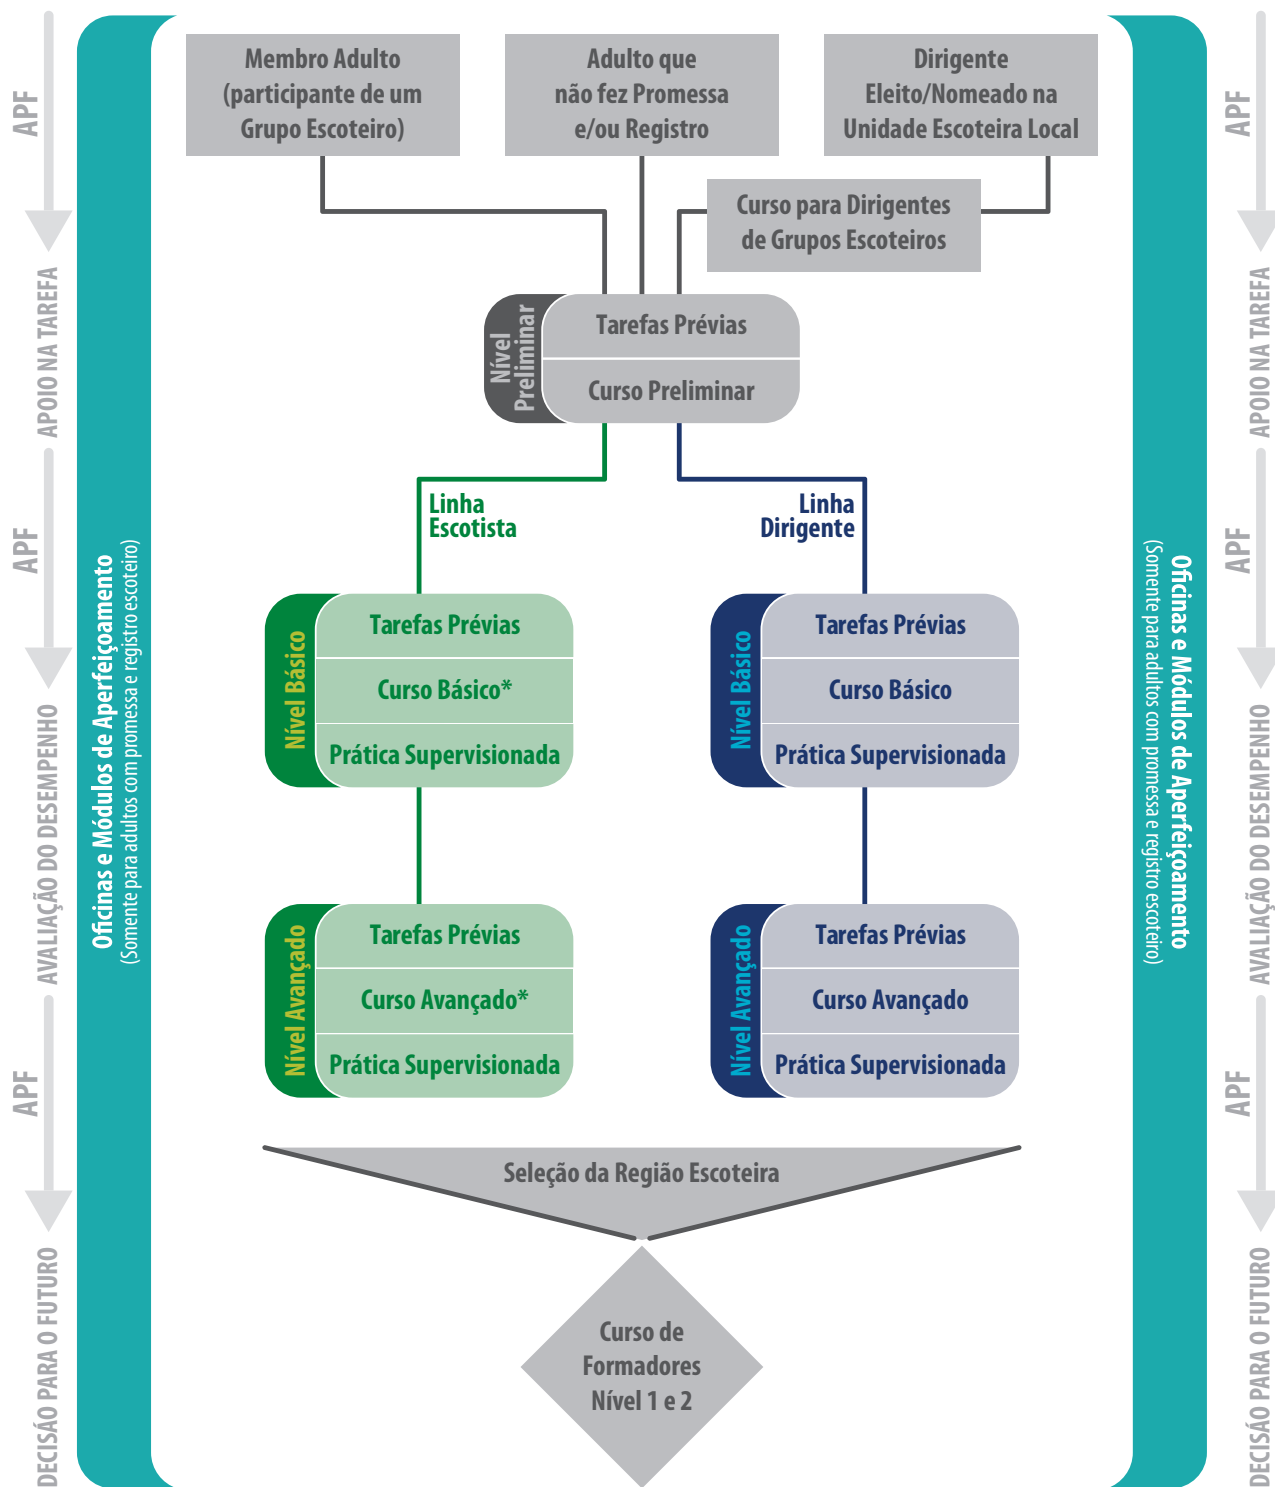 APF
APOIO NA TAREFA
APF
AVALIAÇÃO DO DESEMPENHO
APF
DECISÃO PARA O FUTURO
Oficinas e Módulos de Aperfeiçoamento
(Somente para adultos com promessa e registro escoteiro)
Membro Adulto
(participante de um
Grupo Escoteiro)
Adulto que
não fez Promessa
e/ou Registro
Dirigente
Eleito/Nomeado na
Unidade Escoteira Local
Curso para Dirigentes
de Grupos Escoteiros
Nível
Preliminar
Tarefas Prévias
Curso Preliminar
Linha
Escotista
Linha
Dirigente
Nível Básico
Tarefas Prévias
Curso Básico*
Prática Supervisionada
Nível Básico
Tarefas Prévias
Curso Básico
Prática Supervisionada
Nível Avançado
Tarefas Prévias
Curso Avançado*
Prática Supervisionada
Nível Avançado
Tarefas Prévias
Curso Avançado
Prática Supervisionada
Seleção da Região Escoteira
Curso de
Formadores
Nível 1 e 2
Oficinas e Módulos de Aperfeiçoamento
(Somente para adultos com promessa e registro escoteiro)
APF
APOIO NA TAREFA
APF
AVALIAÇÃO DO DESEMPENHO
APF
DECISÃO PARA O FUTURO